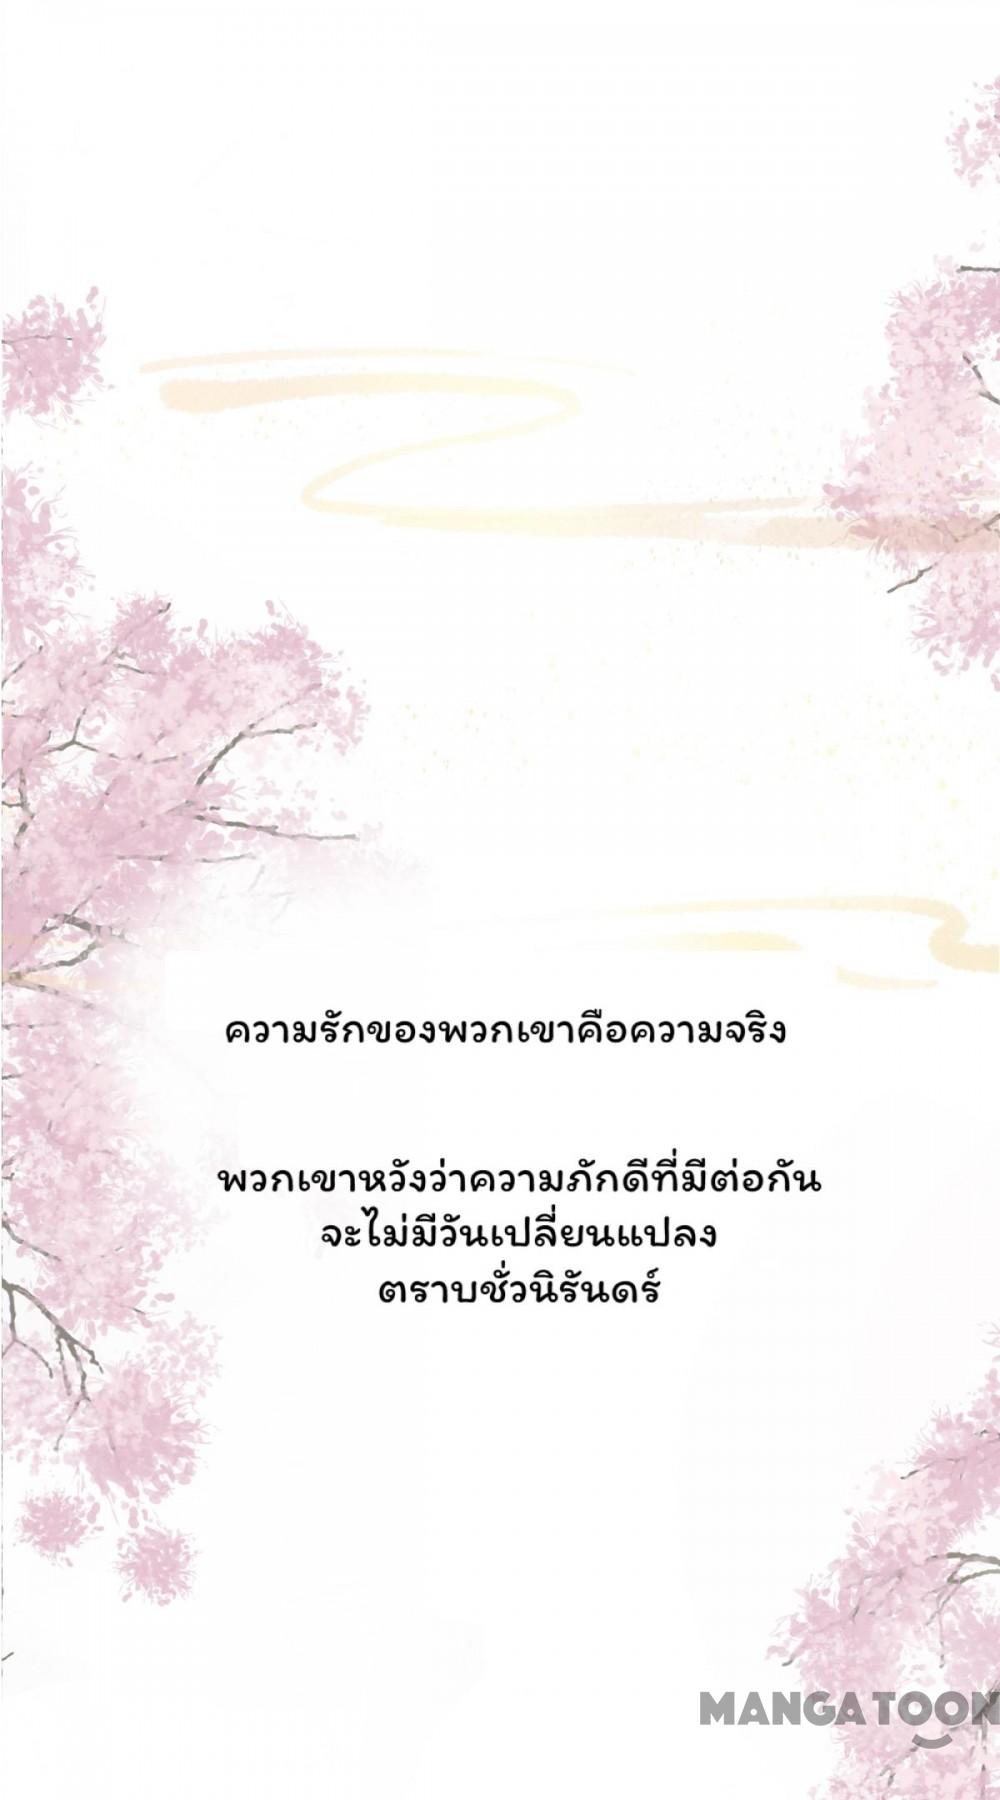 ความรักของพวกเขาคือความจริง
พวกเขาหวังว่าความภักดีที่มีต่อกัน
จะไม่มีวันเปลี่ยนแปลง
ตราบชั่วนิรันดร์
MANGATOON